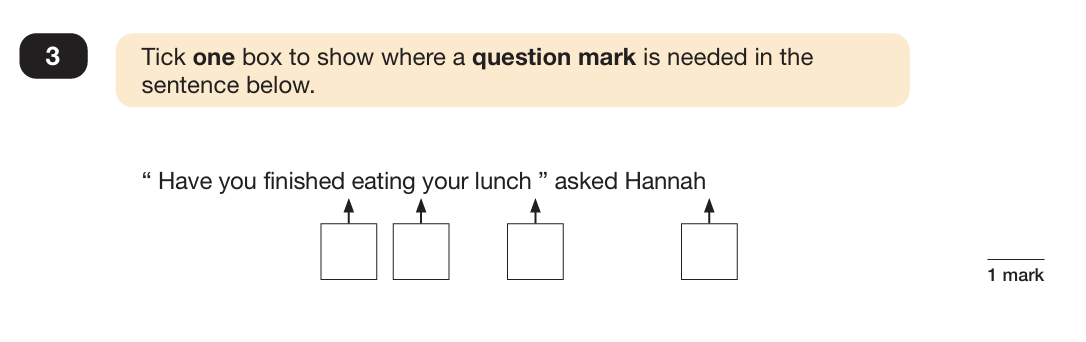 3
Tick one box to show where a question mark is needed in the
sentence below.
“ Have you finished eating your lunch ” asked Hannah
1 mark